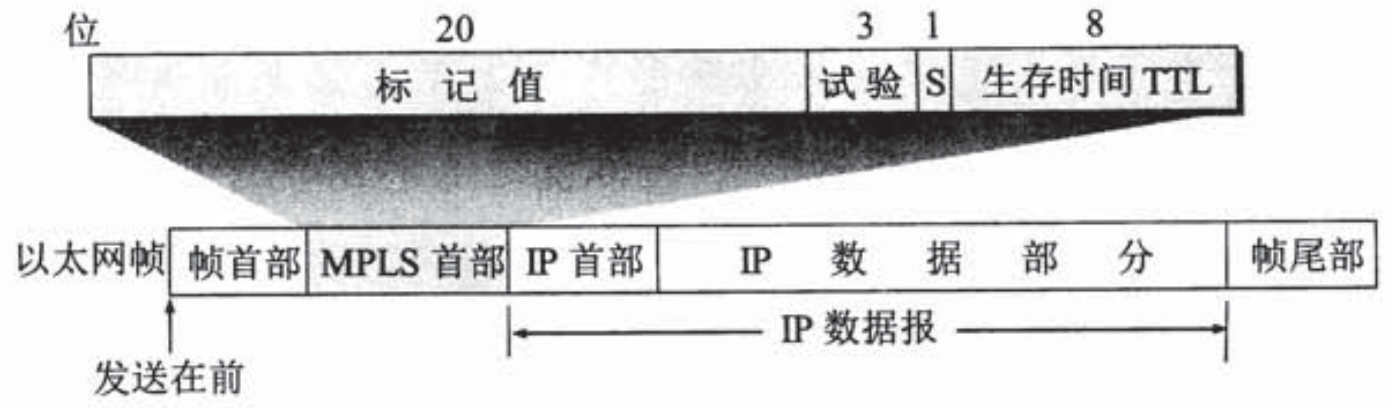 位 20 3 1 8
标记值 试验 S 生存时间 TTL
以太网帧 帧首部 MPLS 首部 IP 首部 IP 数据部分 帧尾部
IP 数据报
发送在前